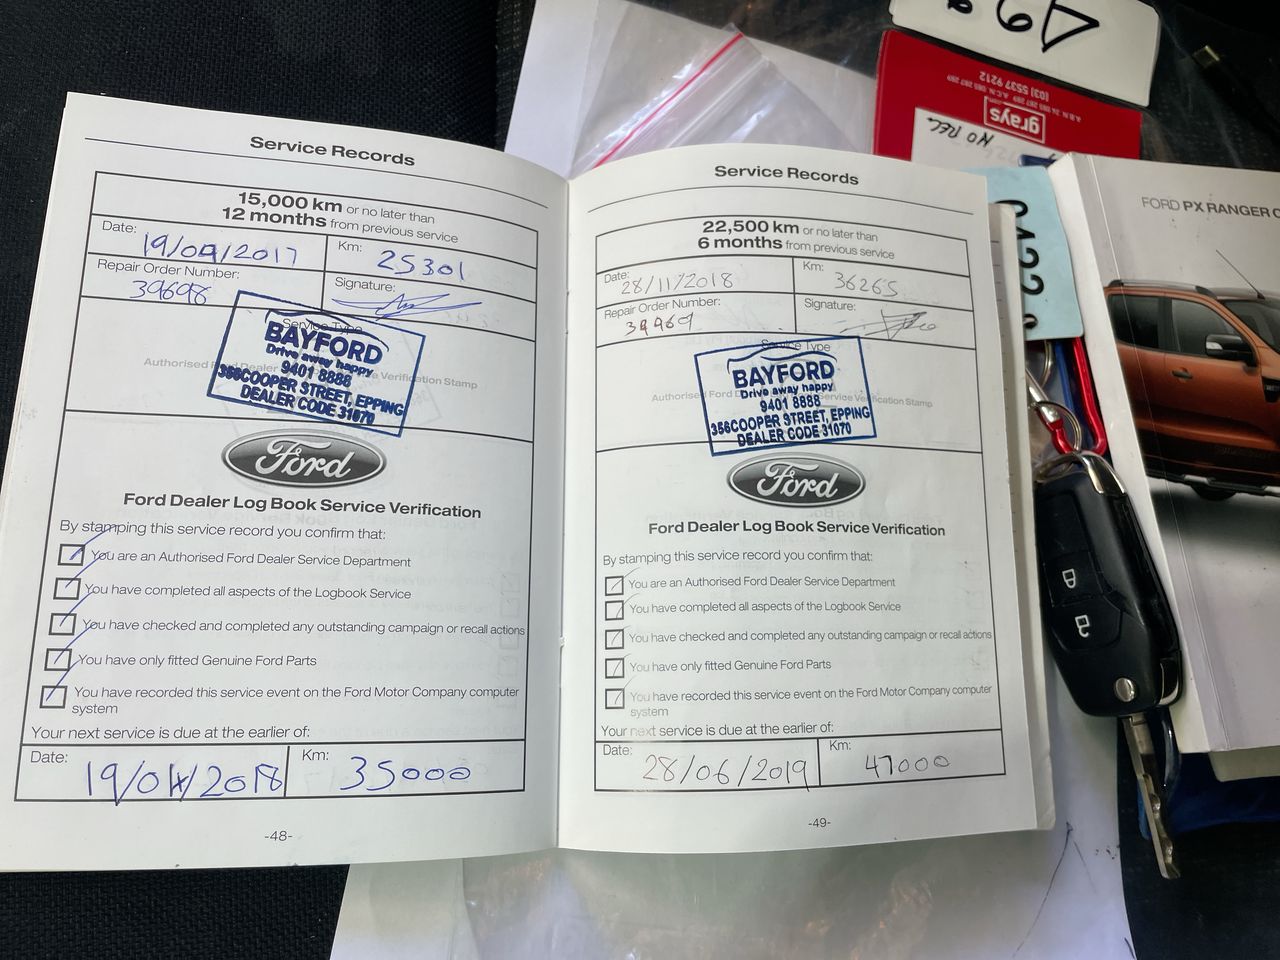 Service Records
15,000 km or no later than
12 months from previous service
Date: 19/09/2017
Km: 25301
Repair Order Number: 39698
Signature:
Service Type
Authorised Ford Dealer Service Verification Stamp
BAYFORD
Drive away happy
9401 8888
356COOPER STREET, EPPING
DEALER CODE 31070
Ford
Ford Dealer Log Book Service Verification
By stamping this service record you confirm that:
You are an Authorised Ford Dealer Service Department
You have completed all aspects of the Logbook Service
You have checked and completed any outstanding campaign or recall actions
You have only fitted Genuine Ford Parts
You have recorded this service event on the Ford Motor Company computer
system
Your next service is due at the earlier of:
Date: 19/04/2018
Km: 35000
-48-
Service Records
22,500 km or no later than
6 months from previous service
Date: 28/11/2018
Km: 36265
Repair Order Number: 39969
Signature:
Service Type
Authorised Ford Dealer Service Verification Stamp
BAYFORD
Drive away happy
9401 8888
356COOPER STREET, EPPING
DEALER CODE 31070
Ford
Ford Dealer Log Book Service Verification
By stamping this service record you confirm that:
You are an Authorised Ford Dealer Service Department
You have completed all aspects of the Logbook Service
You have checked and completed any outstanding campaign or recall actions
You have only fitted Genuine Ford Parts
You have recorded this service event on the Ford Motor Company computer
system
Your next service is due at the earlier of:
Date: 28/06/2019
Km: 47000
-49-
(03) 5537 9212
grays
NO REG
FORD PX RANGER